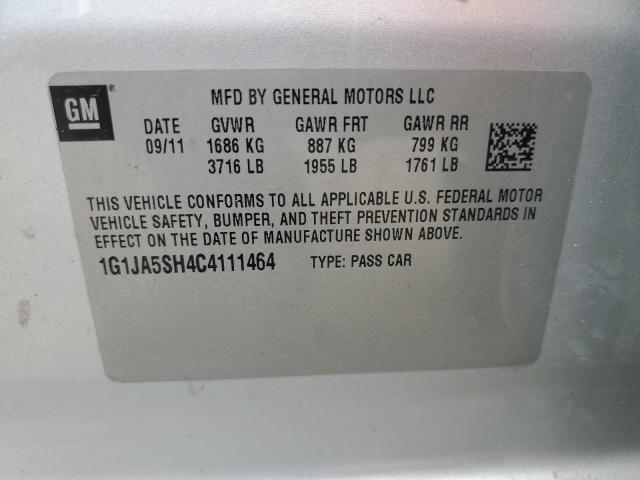 GM
MFD BY GENERAL MOTORS LLC
DATE GVWR GAWR FRT GAWR RR
09/11 1686 KG 887 KG 799 KG
3716 LB 1955 LB 1761 LB
THIS VEHICLE CONFORMS TO ALL APPLICABLE U.S. FEDERAL MOTOR
VEHICLE SAFETY, BUMPER, AND THEFT PREVENTION STANDARDS IN
EFFECT ON THE DATE OF MANUFACTURE SHOWN ABOVE.
1G1JA5SH4C4111464 TYPE: PASS CAR